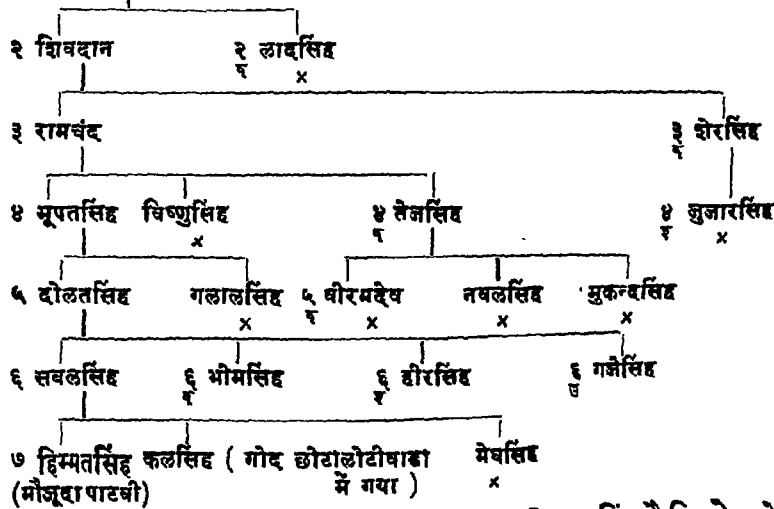 २ शिवदान २ लादसिंह
×
३ रामचंद शेरसिंह
४ भूपतसिंह विष्णुसिंह ४ तेजसिंह ४ जुजारसिंह
× ×
५ दोलतसिंह गलालसिंह ५ वीरमदेव नवलसिंह मुकन्दसिंह
× × × ×
६ सबलसिंह ६ भीमसिंह ६ हीरसिंह ६ गजेसिंह
७ हिम्मतसिंह कलसिंह ( गोद छोटालोटीवाडा मेघसिंह
(मौजूदा पाटवी) में गया ) ×